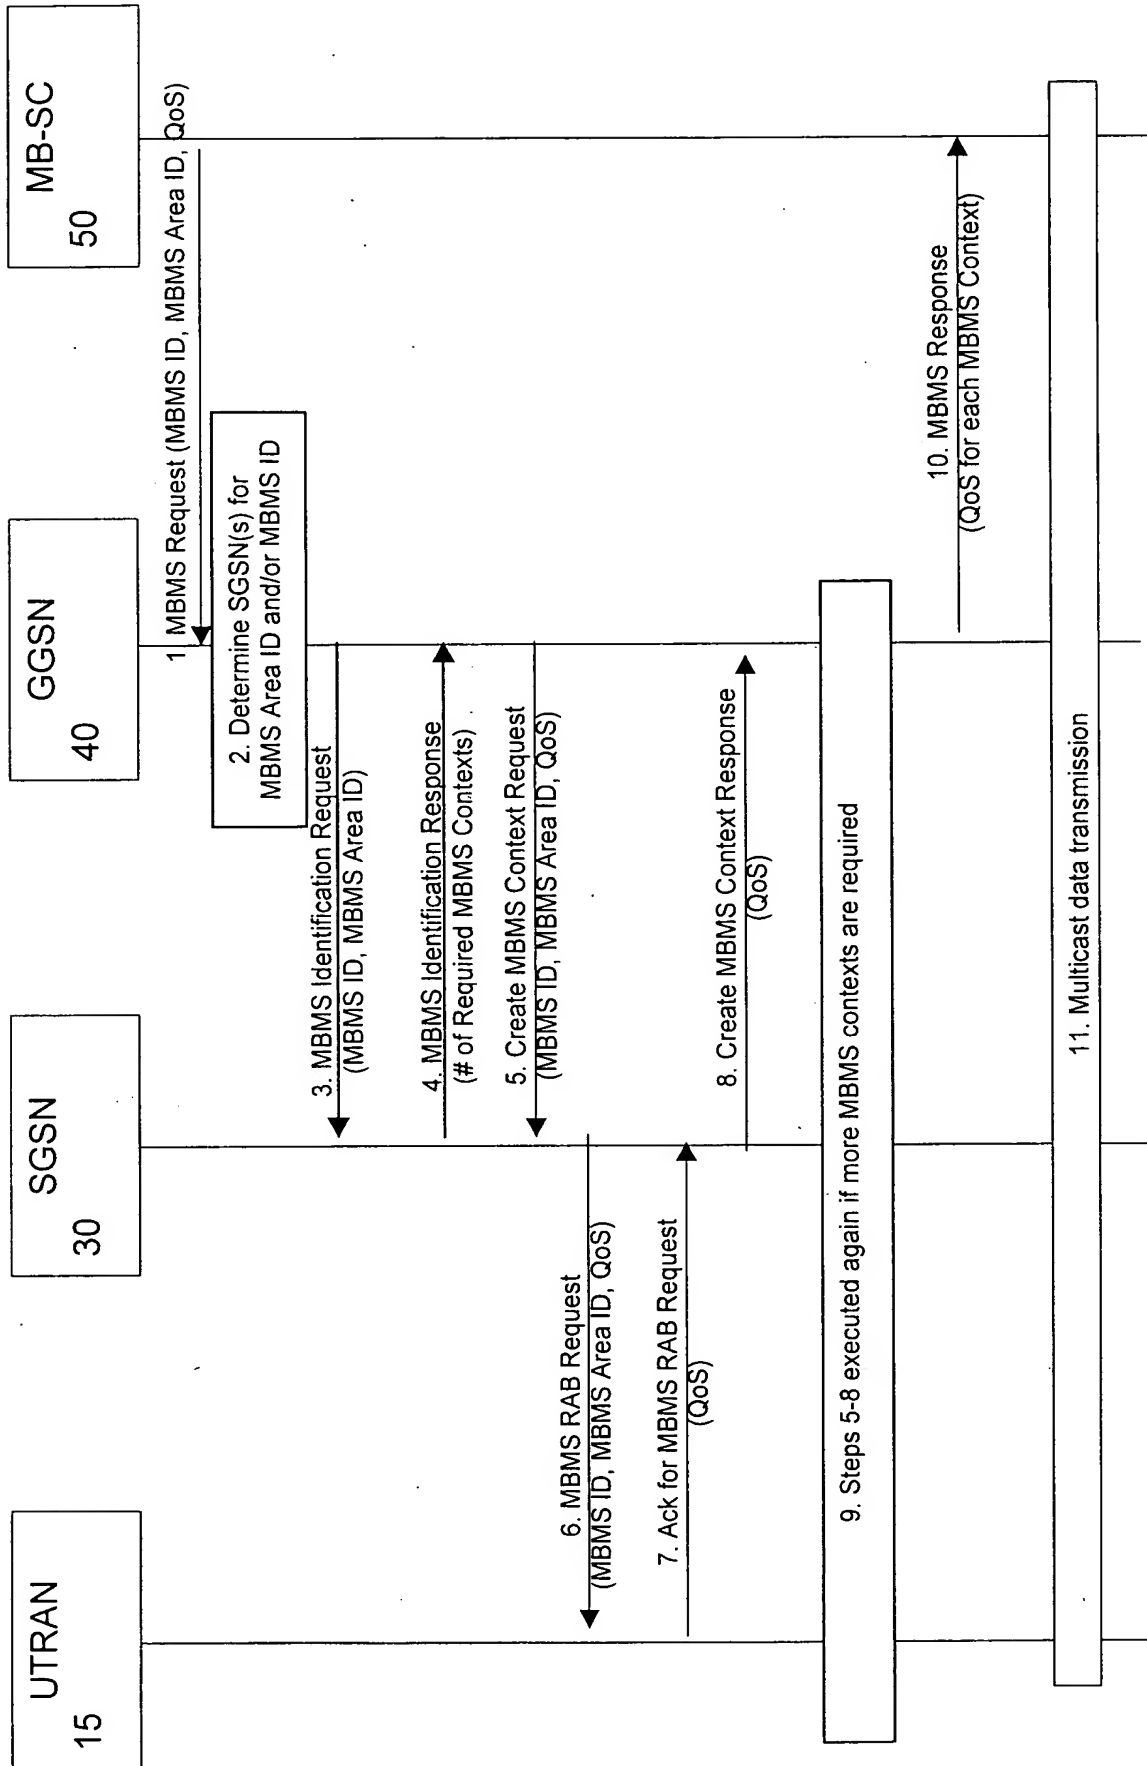 UTRAN
15
SGSN
30
GGSN
40
MB-SC
50
1 MBMS Request (MBMS ID, MBMS Area ID, QoS)
2. Determine SGSN(s) for
MBMS Area ID and/or MBMS ID
3. MBMS Identification Request
(MBMS ID, MBMS Area ID)
4. MBMS Identification Response
(# of Required MBMS Contexts)
5. Create MBMS Context Request
(MBMS ID, MBMS Area ID, QoS)
6. MBMS RAB Request
(MBMS ID, MBMS Area ID, QoS)
7. Ack for MBMS RAB Request
(QoS)
8. Create MBMS Context Response
(QoS)
9. Steps 5-8 executed again if more MBMS contexts are required
10. MBMS Response
(QoS for each MBMS Context)
11. Multicast data transmission